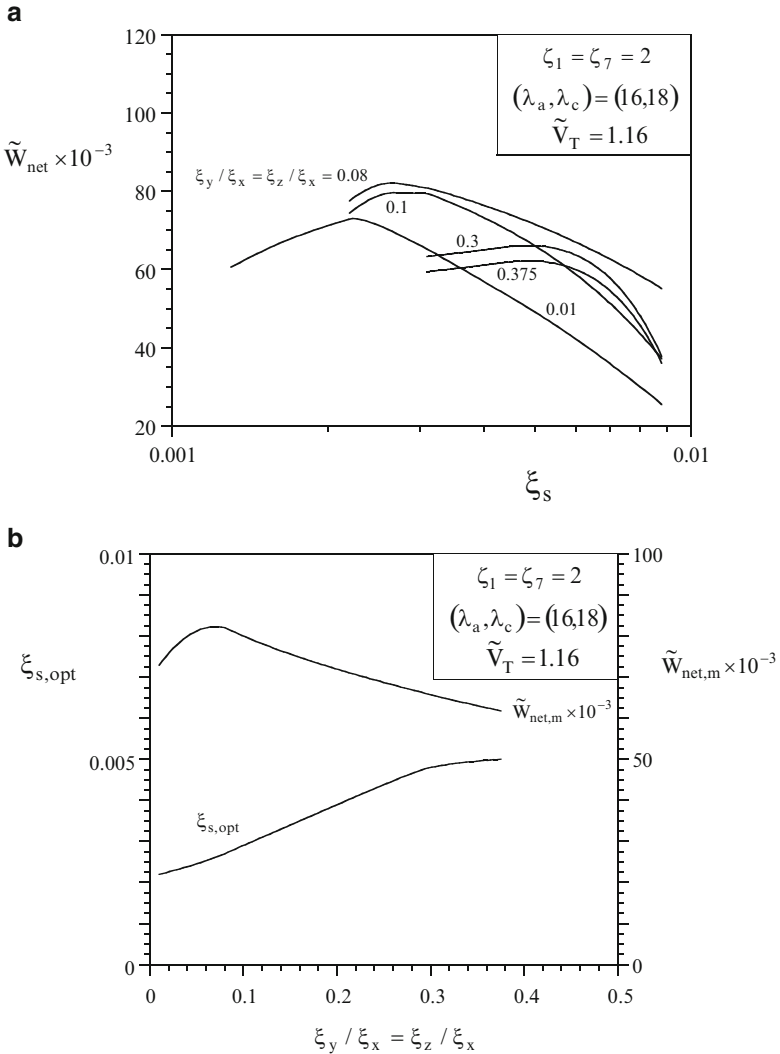 a
120
100
80
60
40
20
W̃net ×10⁻³
ζ1 = ζ7 = 2
(λa, λc) = (16,18)
ṼT = 1.16
ξy / ξx = ξz / ξx = 0.08
0.1
0.3
0.375
0.01
0.001
0.01
ξs
b
0.01
0.005
0
ξs,opt
ζ1 = ζ7 = 2
(λa, λc) = (16,18)
ṼT = 1.16
100
50
0
W̃net,m ×10⁻³
W̃net,m ×10⁻³
ξs,opt
0
0.1
0.2
0.3
0.4
0.5
ξy / ξx = ξz / ξx